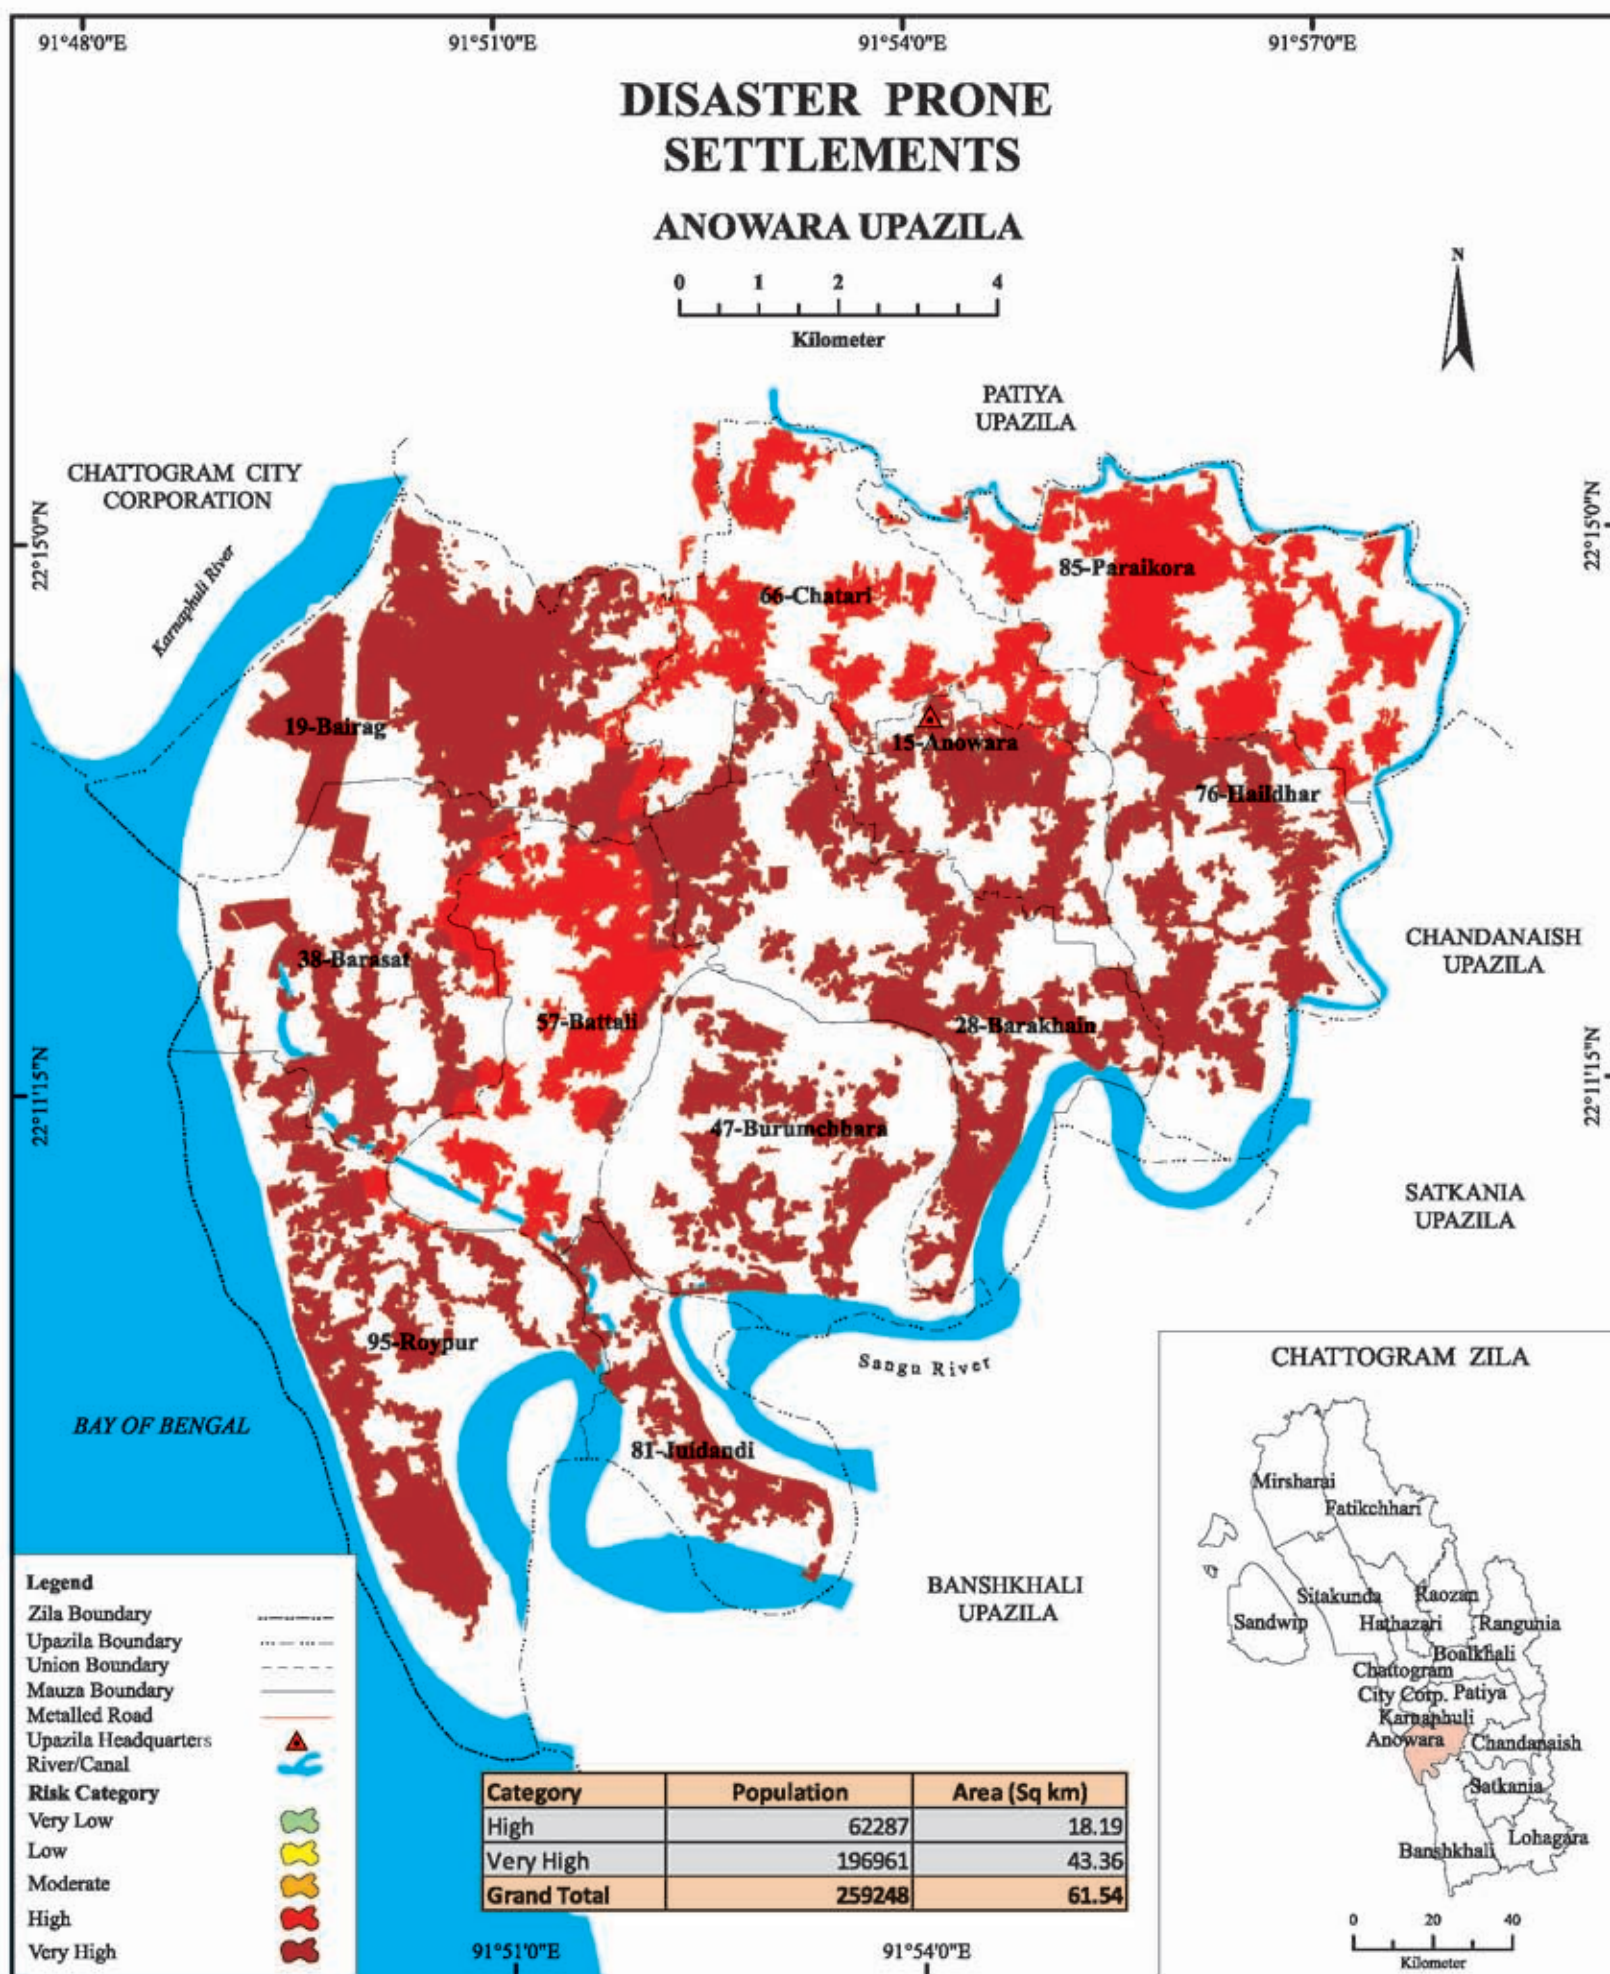 91°48'0"E
91°51'0"E
91°54'0"E
91°57'0"E
DISASTER PRONE
SETTLEMENTS
ANOWARA UPAZILA
0 1 2 4
Kilometer
N
PATIYA
UPAZILA
CHATTOGRAM CITY
CORPORATION
Karnaphuli River
22°15'0"N
22°15'0"N
85-Paraikora
66-Chatari
19-Bairag
15-Anowara
76-Haildhar
38-Barasat
CHANDANAISH
UPAZILA
57-Battali
28-Barakhain
22°11'15"N
22°11'15"N
47-Burumchhara
SATKANIA
UPAZILA
95-Roypur
Sangu River
BAY OF BENGAL
81-Juidandi
BANSHKHALI
UPAZILA
CHATTOGRAM ZILA
Mirsharai
Fatikchhari
Sitakunda
Raozan
Sandwip
Hathazari
Rangunia
Boalkhali
Chattogram
City Corp.
Patiya
Karnaphuli
Anowara
Chandanaish
Satkania
Lohagara
Banshkhali
0 20 40
Kilometer
Legend
Zila Boundary
Upazila Boundary
Union Boundary
Mauza Boundary
Metalled Road
Upazila Headquarters
River/Canal
Risk Category
Very Low
Low
Moderate
High
Very High
Category Population Area (Sq km)
High 62287 18.19
Very High 196961 43.36
Grand Total 259248 61.54
91°51'0"E
91°54'0"E